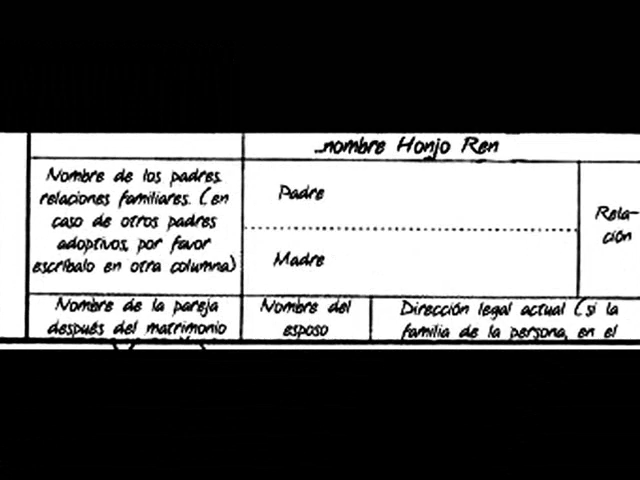 ...nombre Honjo Ren
Nombre de los padres.
relaciones familiares. (en
caso de otros padres
adoptivos, por favor
escríbalo en otra columna)
Padre
Madre
Rela-
ción
Nombre de la pareja
después del matrimonio
Nombre del
esposo
Dirección legal actual (si la
familia de la persona, en el